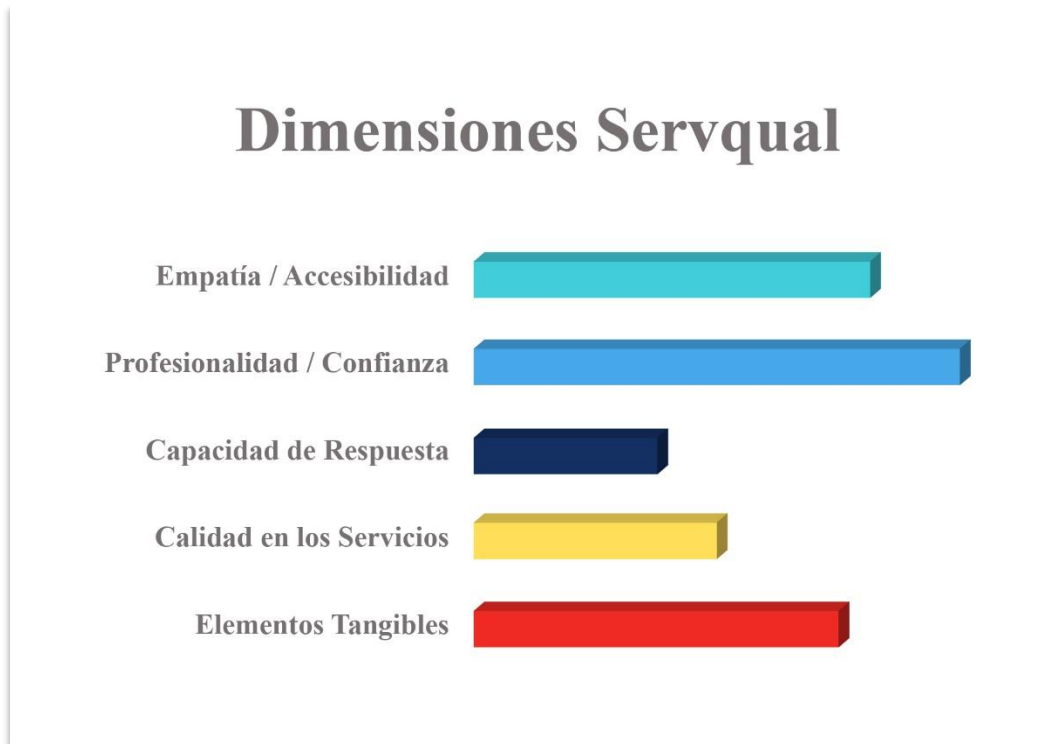 Dimensiones Servqual
Empatía / Accesibilidad
Profesionalidad / Confianza
Capacidad de Respuesta
Calidad en los Servicios
Elementos Tangibles